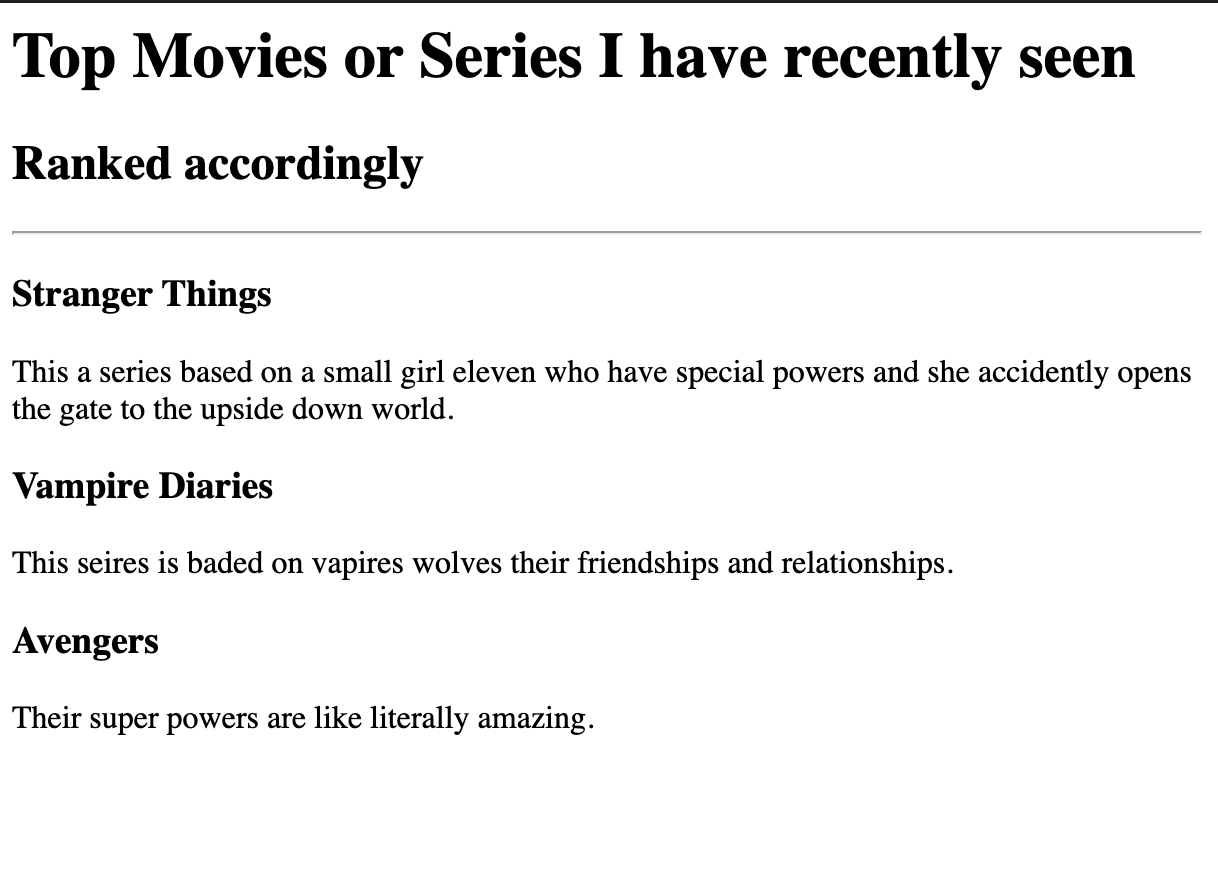 Top Movies or Series I have recently seen
Ranked accordingly
Stranger Things
This a series based on a small girl eleven who have special powers and she accidently opens
the gate to the upside down world.
Vampire Diaries
This seires is baded on vapires wolves their friendships and relationships.
Avengers
Their super powers are like literally amazing.